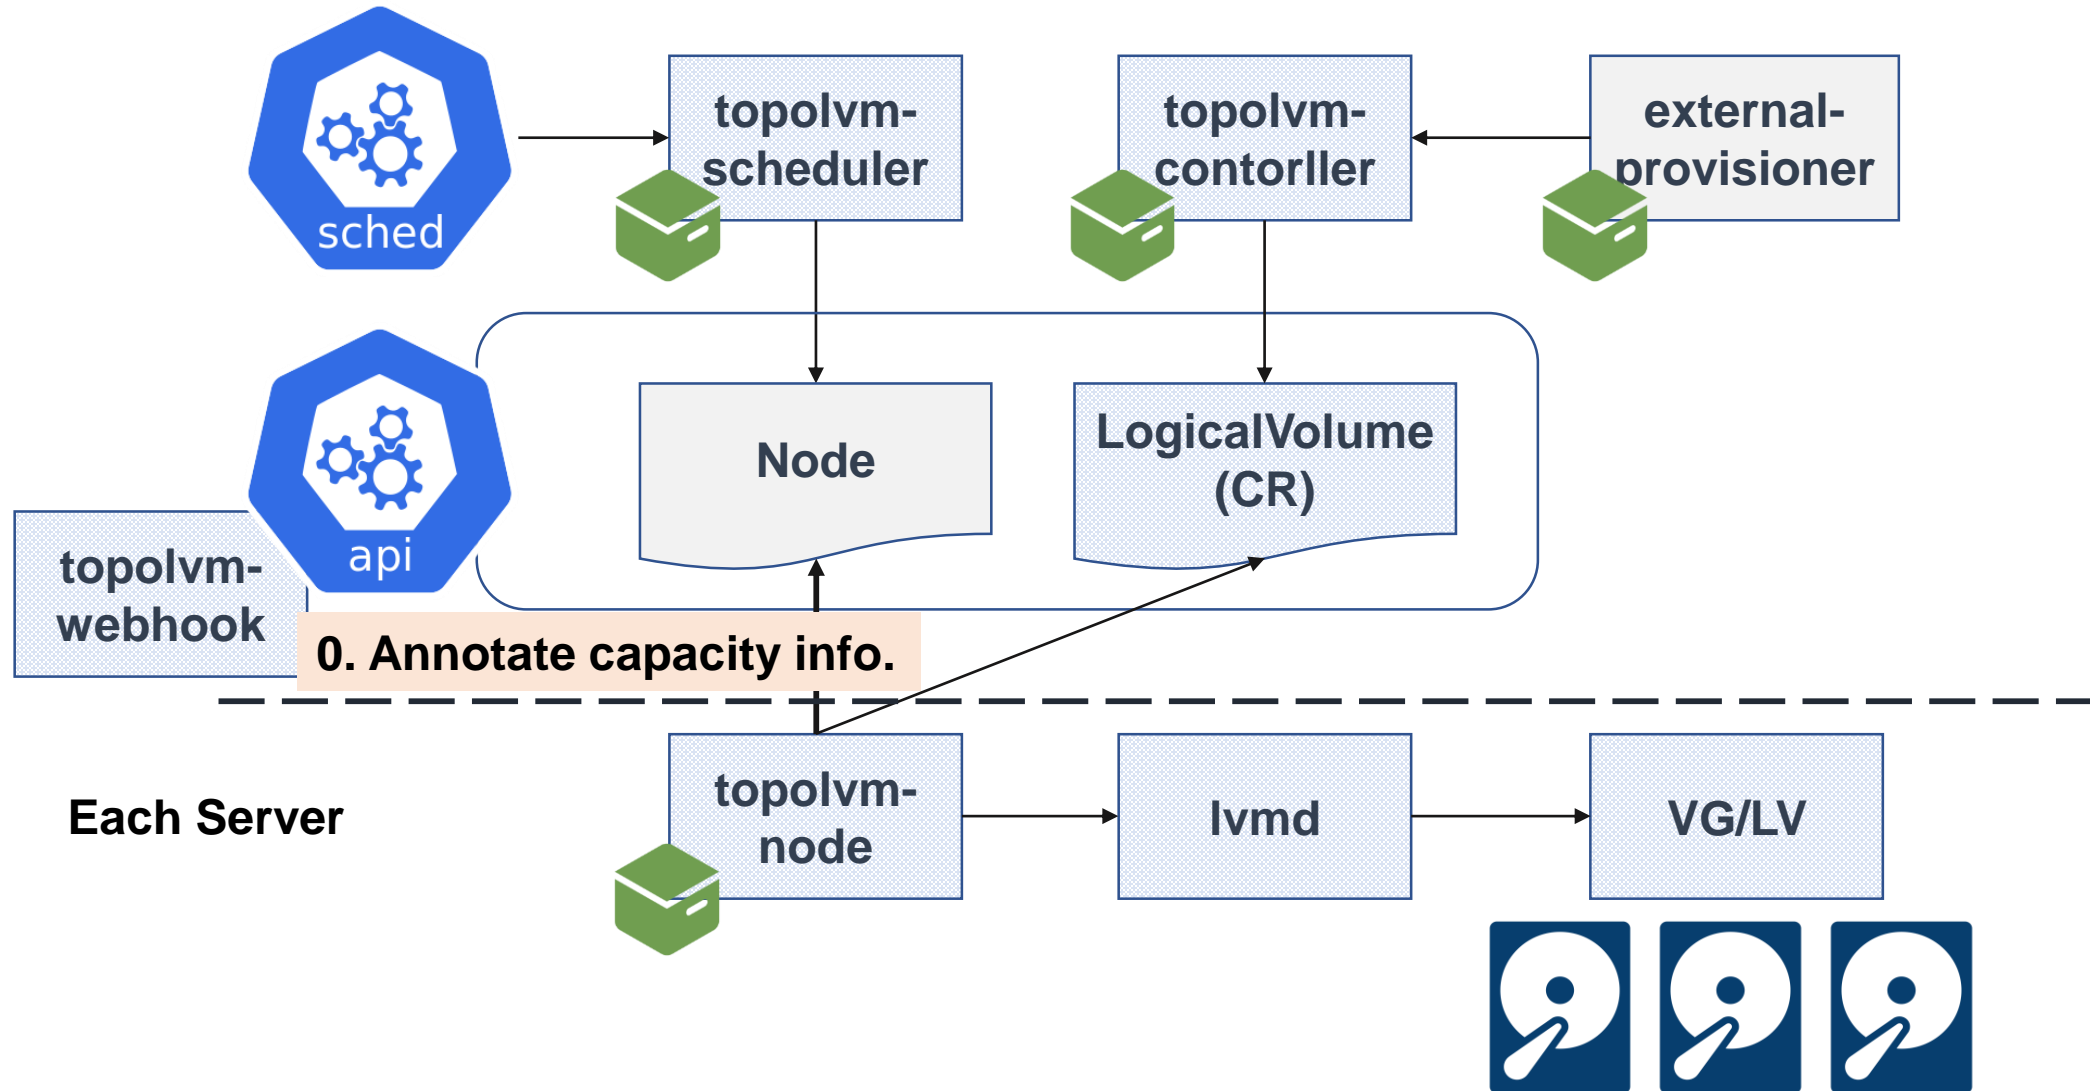 sched
topolvm-
scheduler
topolvm-
contorller
external-
provisioner
api
Node
LogicalVolume
(CR)
topolvm-
webhook
0. Annotate capacity info.
Each Server
topolvm-
node
lvmd
VG/LV